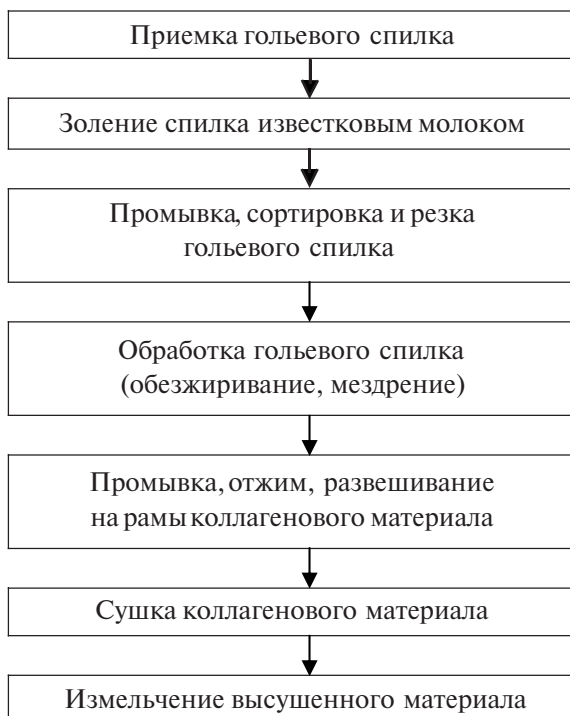 Приемка гольевого спилка
Золение спилка известковым молоком
Промывка, сортировка и резка
гольевого спилка
Обработка гольевого спилка
(обезжиривание, мездрение)
Промывка, отжим, развешивание
на рамы коллагенового материала
Сушка коллагенового материала
Измельчение высушенного материала